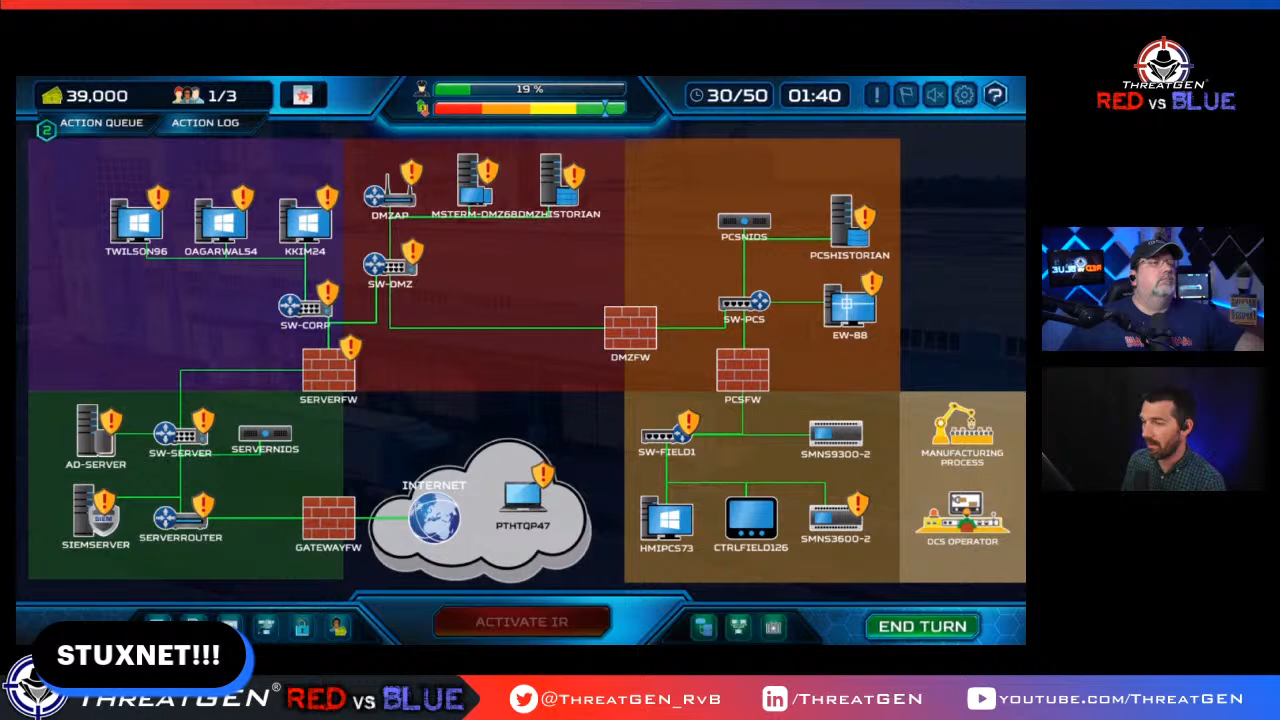 39,000
1/3
19 %
30/50
01:40
!
?
THREATGEN®
RED vs BLUE
2
ACTION QUEUE
ACTION LOG
TWILSON96
OAGARWAL54
KKIM24
DMZAP
MSTERM-DMZ68
DMZHISTORIAN
SW-DMZ
SW-CORP
SERVERFW
DMZFW
PCSNIDS
PCSHISTORIAN
SW-PCS
EW-88
PCSFW
AD-SERVER
SW-SERVER
SERVERNIDS
SIEM
SIEMSERVER
SERVERROUTER
GATEWAYFW
INTERNET
PTHTQP47
SW-FIELD1
SMNS9300-2
HMIPCS73
CTRLFIELD126
SMNS3600-2
MANUFACTURING
PROCESS
DCS OPERATOR
ACTIVATE IR
END TURN
STUXNET!!!
THREATGEN® RED vs BLUE
@THREATGEN_RVB
/THREATGEN
YOUTUBE.COM/THREATGEN